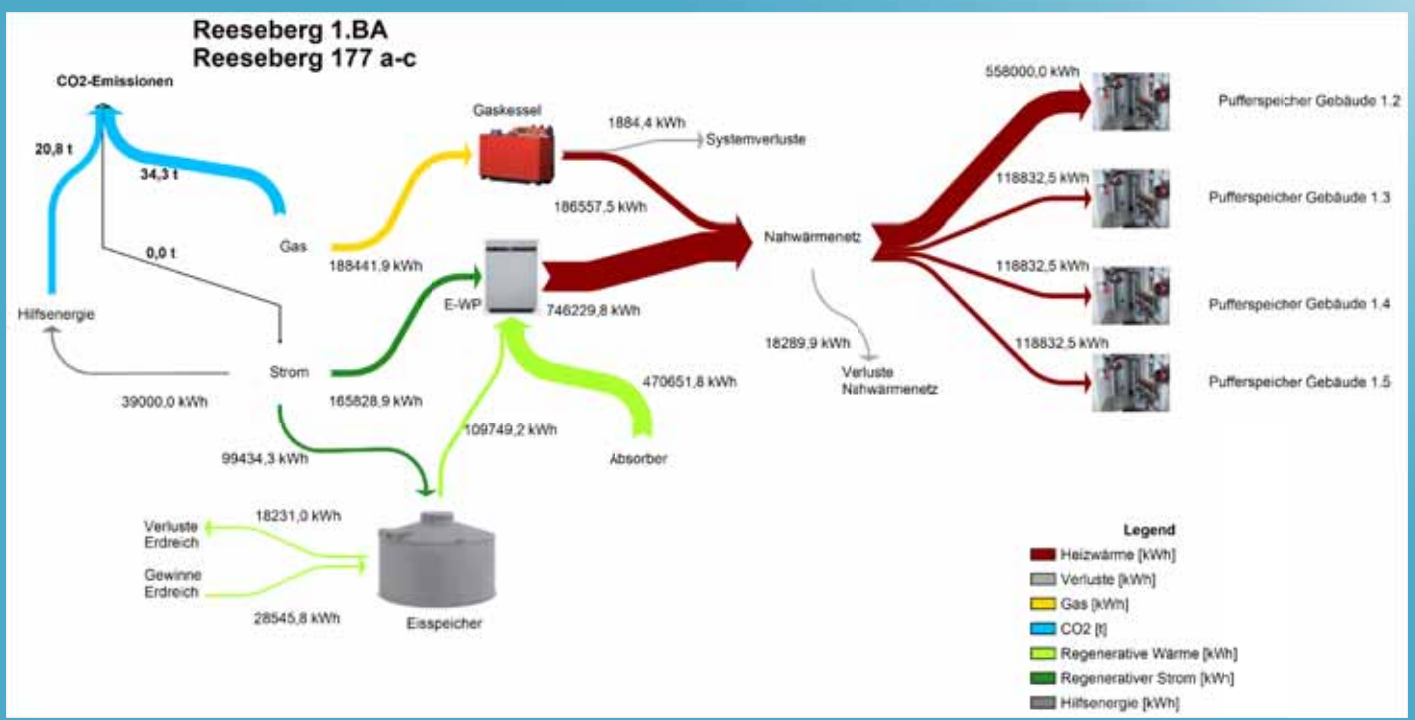 Reeseberg 1.BA
Reeseberg 177 a-c
CO2-Emissionen
20,8 t
34,3 t
0,0 t
Hilfsenergie
39000,0 kWh
Gas
188441,9 kWh
Strom
165828,9 kWh
99434,3 kWh
Gaskessel
1884,4 kWh
Systemverluste
186557,5 kWh
E-WP
746229,8 kWh
470651,8 kWh
109749,2 kWh
Absorber
18231,0 kWh
Verluste
Erdreich
Gewinne
Erdreich
28545,8 kWh
Eisspeicher
Nahwärmenetz
18289,9 kWh
Verluste
Nahwärmenetz
558000,0 kWh
Pufferspeicher Gebäude 1.2
118832,5 kWh
Pufferspeicher Gebäude 1.3
118832,5 kWh
Pufferspeicher Gebäude 1.4
118832,5 kWh
Pufferspeicher Gebäude 1.5
Legend
Heizwärme [kWh]
Verluste [kWh]
Gas [kWh]
CO2 [t]
Regenerative Wärme [kWh]
Regenerativer Strom [kWh]
Hilfsenergie [kWh]